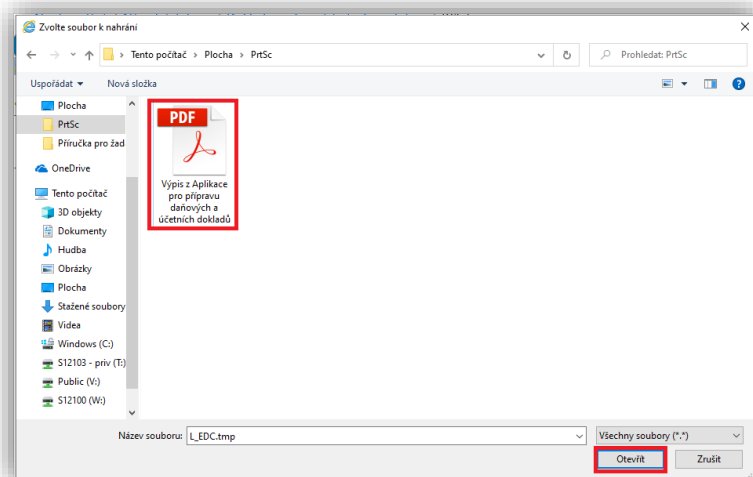 Zvolte soubor k nahrání
Tento počítač › Plocha › PrtSc
Prohledat: PrtSc
Uspořádat
Nová složka
Plocha
PrtSc
Příručka pro žad
OneDrive
Tento počítač
3D objekty
Dokumenty
Hudba
Obrázky
Plocha
Stažené soubory
Videa
Windows (C:)
S12103 - priv (T:)
Public (V:)
S12100 (W:)
PDF
Výpis z Aplikace
pro přípravu
daňových a
účetních dokladů
Název souboru: L_EDC.tmp
Všechny soubory (*.*)
Otevřít
Zrušit